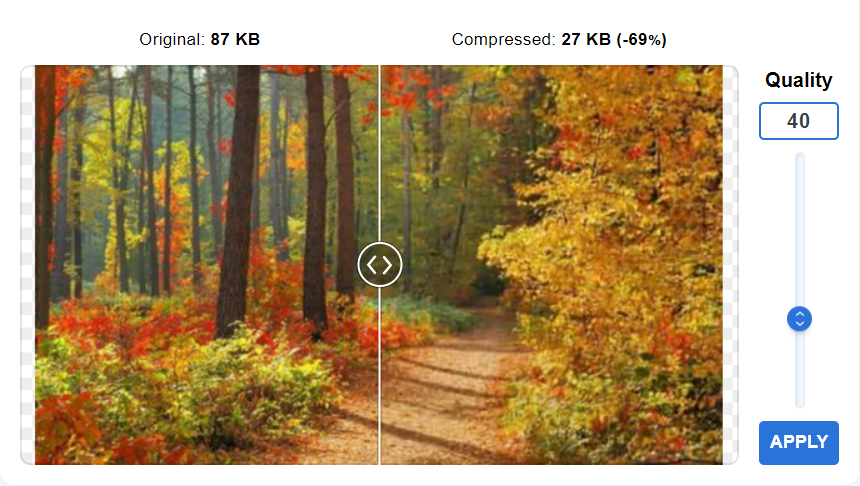 Original: 87 KB
Compressed: 27 KB (-69%)
Quality
40
APPLY